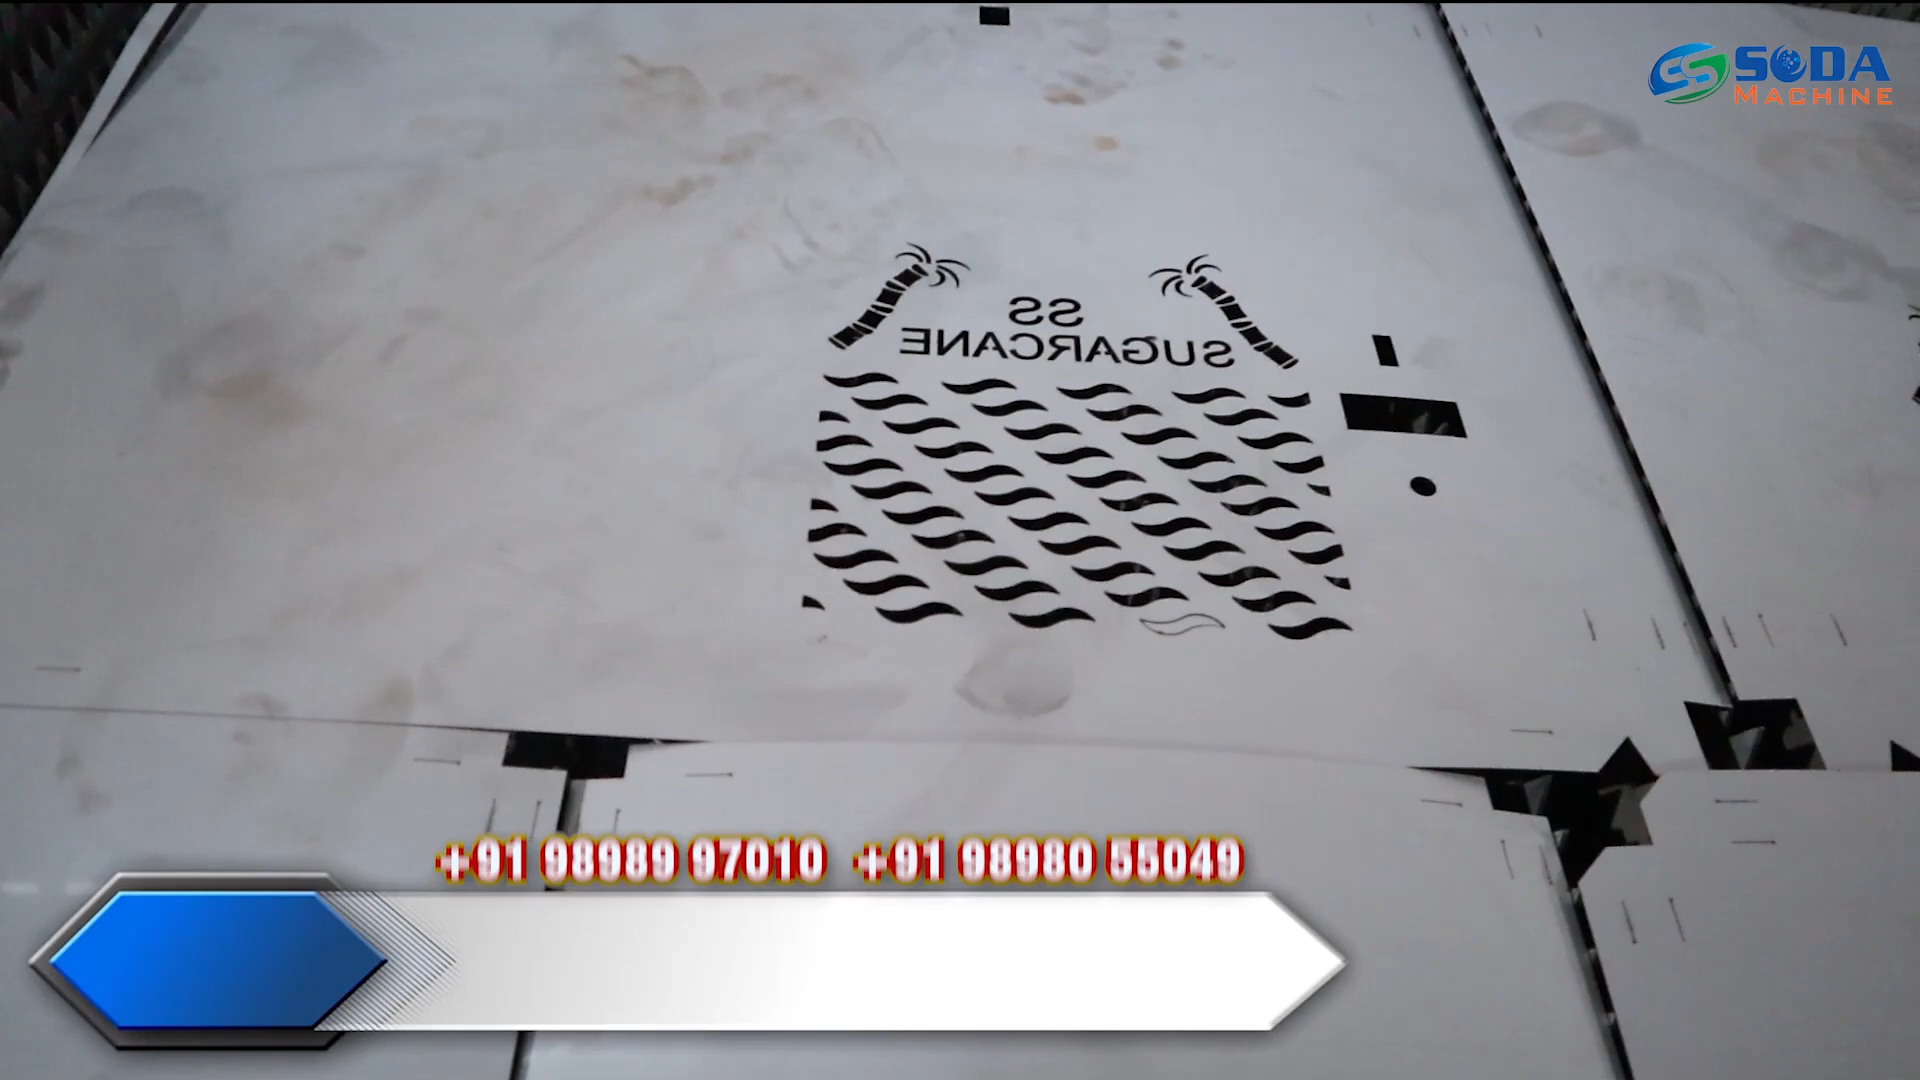 SODA
MACHINE
SS
SUGARCANE
+91 98989 97010 +91 98980 55049